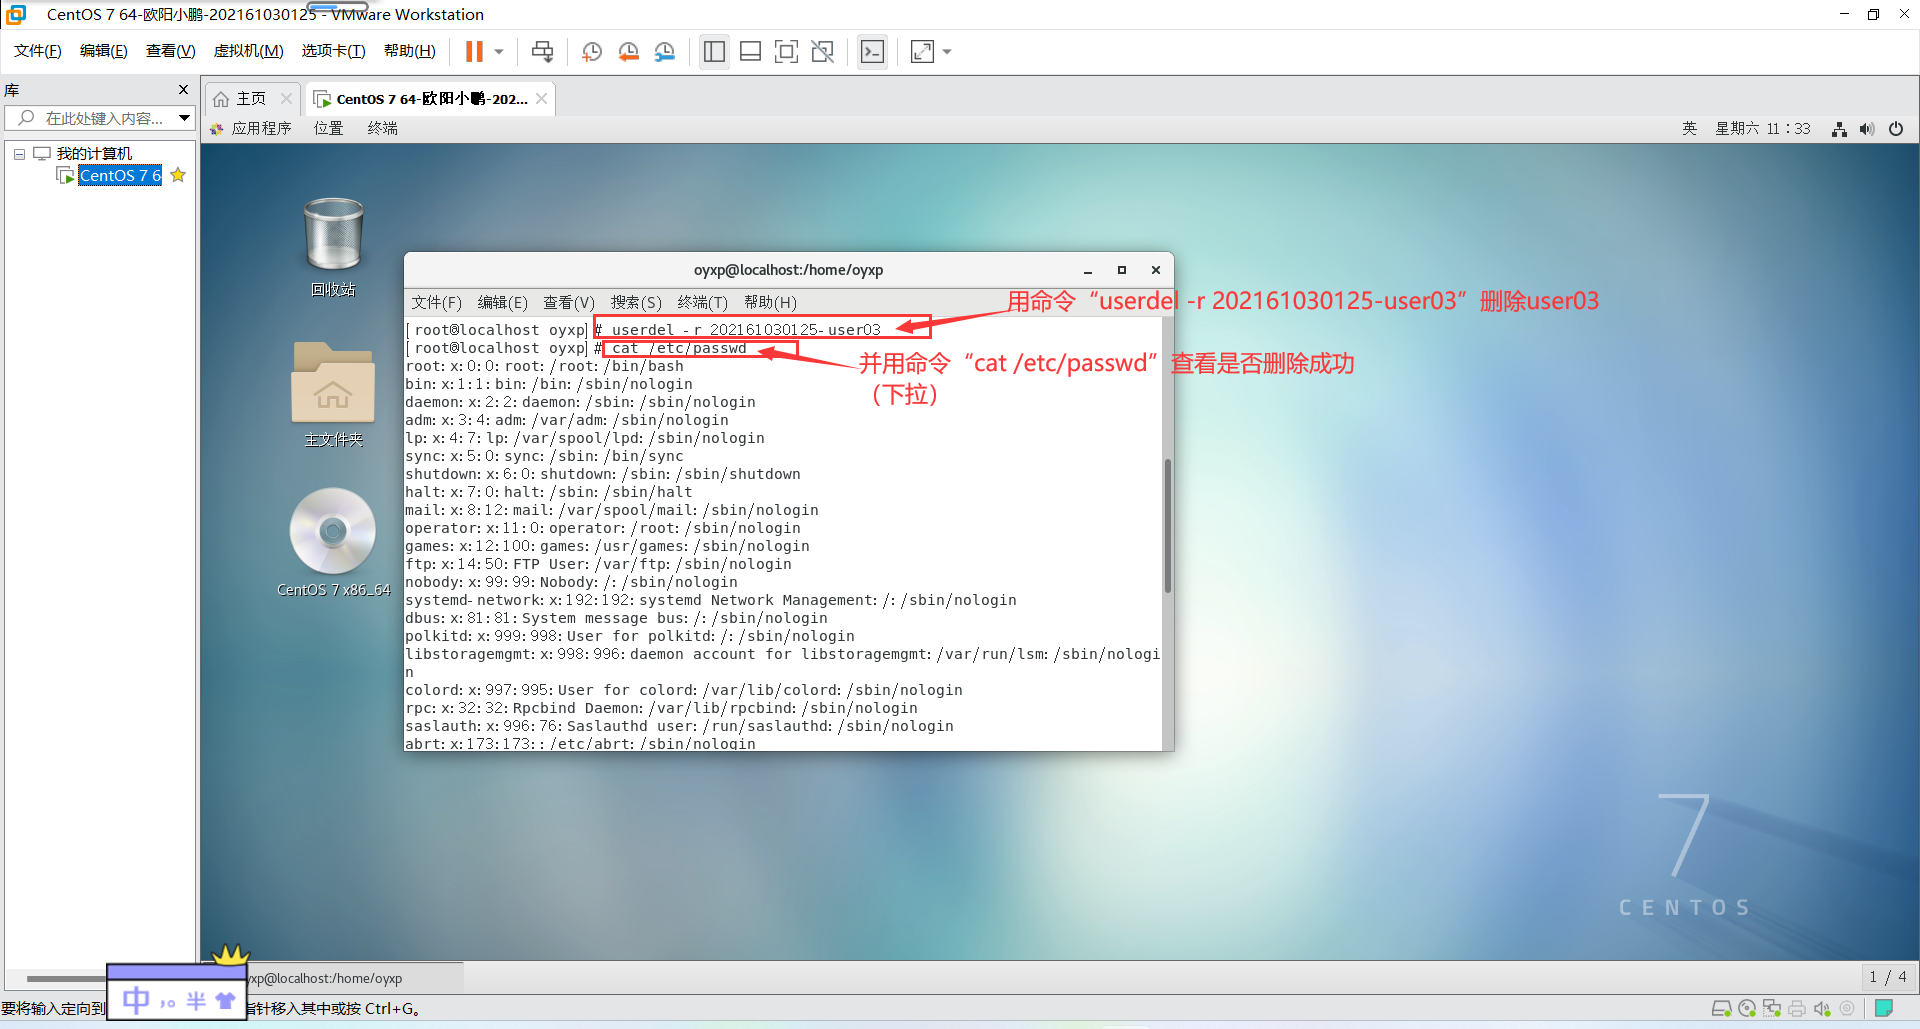 CentOS 7 64-欧阳小鹏-202161030125 - VMware Workstation
文件(F) 编辑(E) 查看(V) 虚拟机(M) 选项卡(T) 帮助(H)
库
在此处键入内容...
我的计算机
CentOS 7 6
主页
CentOS 7 64-欧阳小鹏-202...
应用程序 位置 终端
英 星期六 11：33
回收站
主文件夹
CentOS 7 x86_64
oyxp@localhost:/home/oyxp
文件(F) 编辑(E) 查看(V) 搜索(S) 终端(T) 帮助(H)
用命令“userdel -r 202161030125-user03”删除user03
[root@localhost oyxp]# userdel -r 202161030125-user03
[root@localhost oyxp]# cat /etc/passwd
并用命令“cat /etc/passwd”查看是否删除成功
（下拉）
root:x:0:0:root:/root:/bin/bash
bin:x:1:1:bin:/bin:/sbin/nologin
daemon:x:2:2:daemon:/sbin:/sbin/nologin
adm:x:3:4:adm:/var/adm:/sbin/nologin
lp:x:4:7:lp:/var/spool/lpd:/sbin/nologin
sync:x:5:0:sync:/sbin:/bin/sync
shutdown:x:6:0:shutdown:/sbin:/sbin/shutdown
halt:x:7:0:halt:/sbin:/sbin/halt
mail:x:8:12:mail:/var/spool/mail:/sbin/nologin
operator:x:11:0:operator:/root:/sbin/nologin
games:x:12:100:games:/usr/games:/sbin/nologin
ftp:x:14:50:FTP User:/var/ftp:/sbin/nologin
nobody:x:99:99:Nobody:/:/sbin/nologin
systemd-network:x:192:192:systemd Network Management:/:/sbin/nologin
dbus:x:81:81:System message bus:/:/sbin/nologin
polkitd:x:999:998:User for polkitd:/:/sbin/nologin
libstoragemgmt:x:998:996:daemon account for libstoragemgmt:/var/run/lsm:/sbin/nologi
n
colord:x:997:995:User for colord:/var/lib/colord:/sbin/nologin
rpc:x:32:32:Rpcbind Daemon:/var/lib/rpcbind:/sbin/nologin
saslauth:x:996:76:Saslauthd user:/run/saslauthd:/sbin/nologin
abrt:x:173:173::/etc/abrt:/sbin/nologin
7
CENTOS
xp@localhost:/home/oyxp
1 / 4
中 ，。半
要将输入定向到
指针移入其中或按 Ctrl+G。